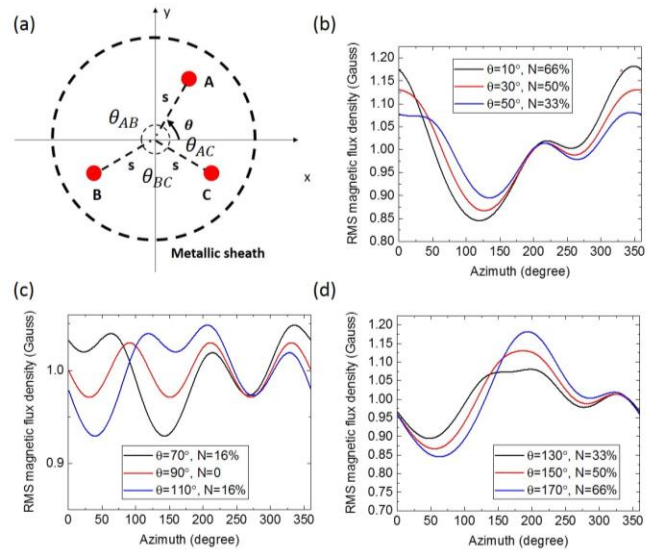 (a)
y
A
s
θ
θ_AB
θ_AC
s
s
B
θ_BC
C
x
Metallic sheath
(b)
RMS magnetic flux density (Gauss)
1.20
1.15
1.10
1.05
1.00
0.95
0.90
0.85
0.80
θ=10°, N=66%
θ=30°, N=50%
θ=50°, N=33%
0 50 100 150 200 250 300 350
Azimuth (degree)
(c)
RMS magnetic flux density (Gauss)
1.0
0.9
θ=70°, N=16%
θ=90°, N=0
θ=110°, N=16%
0 50 100 150 200 250 300 350
Azimuth (degree)
(d)
RMS magnetic flux density (Gauss)
1.20
1.15
1.10
1.05
1.00
0.95
0.90
0.85
0.80
0.75
0.70
θ=130°, N=33%
θ=150°, N=50%
θ=170°, N=66%
0 50 100 150 200 250 300 350
Azimuth (degree)